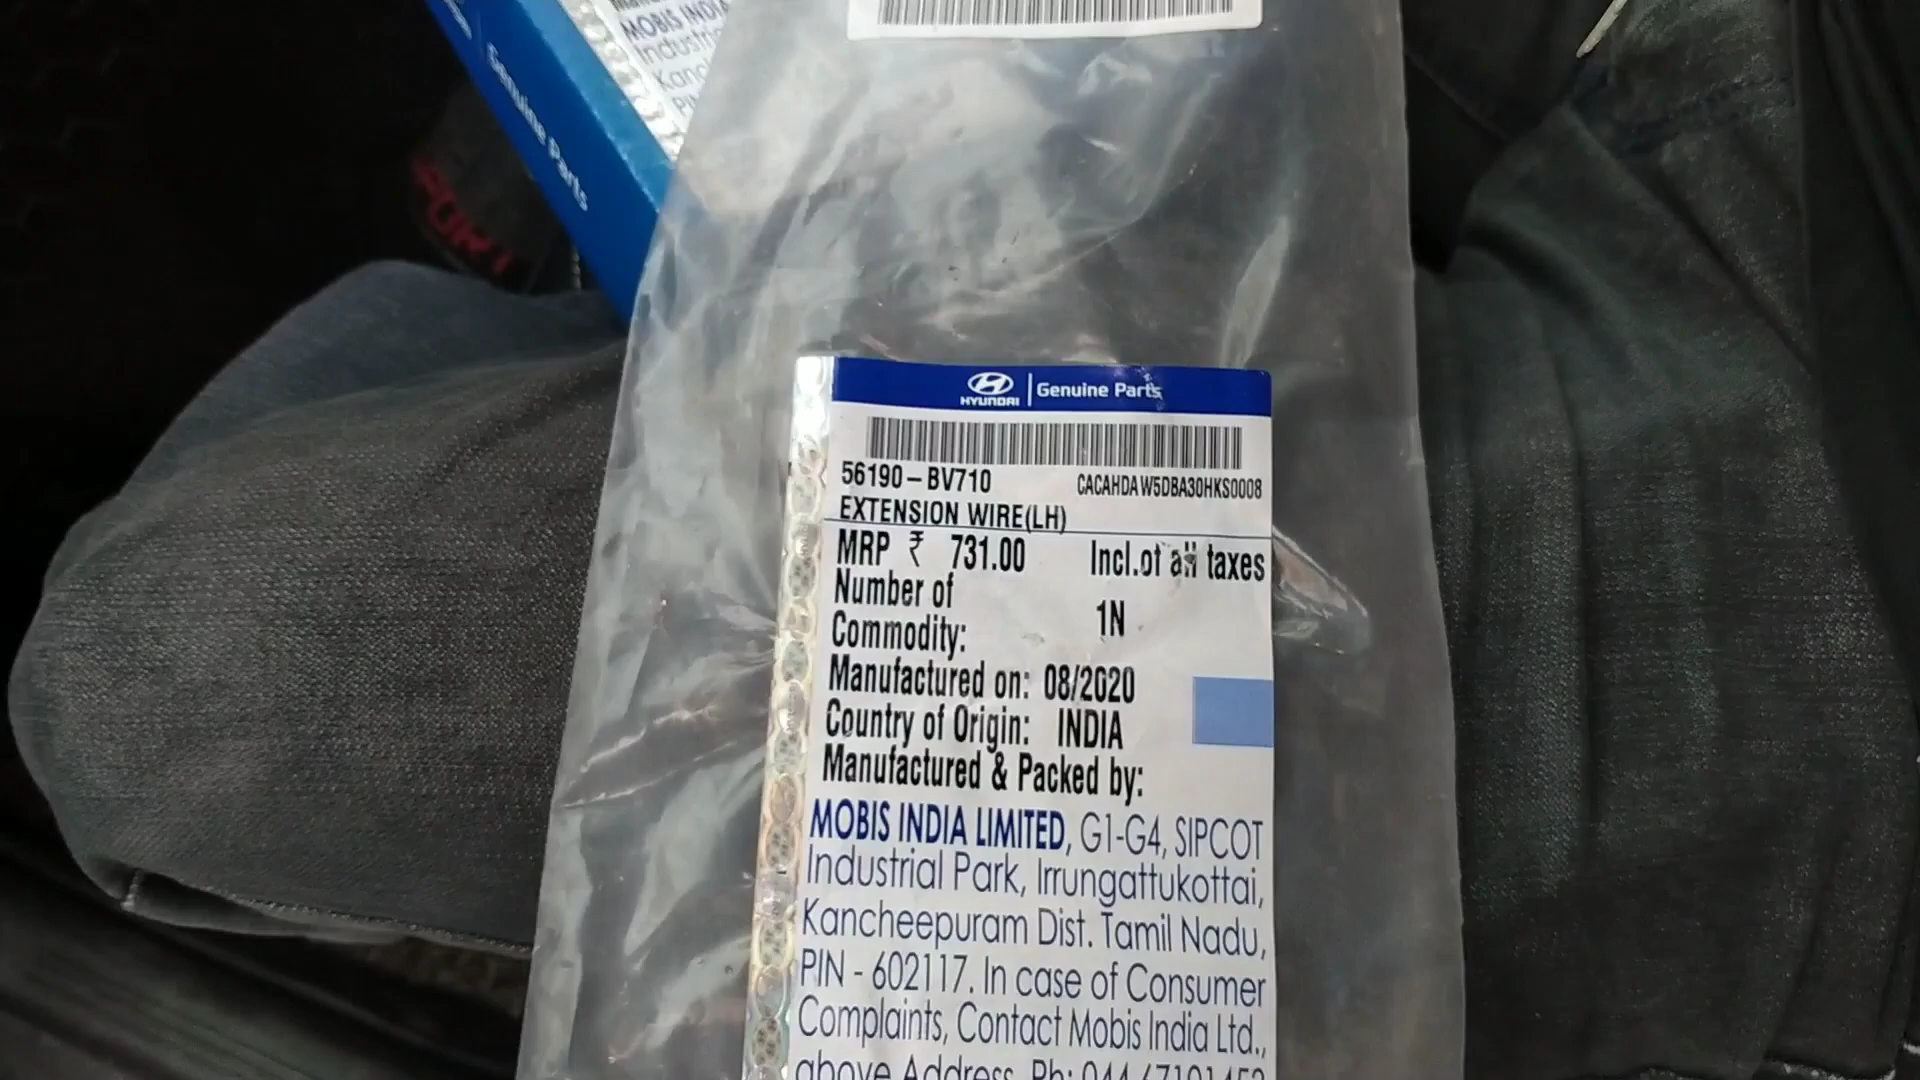 Genuine Parts
MOBIS INDIA
HYUNDAI
Genuine Parts
56190-BV710 CACAHDAW5DBA30HKS0008
EXTENSION WIRE(LH)
MRP ₹ 731.00 Incl.of all taxes
Number of
Commodity: 1N
Manufactured on: 08/2020
Country of Origin: INDIA
Manufactured & Packed by:
MOBIS INDIA LIMITED, G1-G4, SIPCOT
Industrial Park, Irrungattukottai,
Kancheepuram Dist. Tamil Nadu,
PIN - 602117. In case of Consumer
Complaints, Contact Mobis India Ltd.,
above Address. Ph: